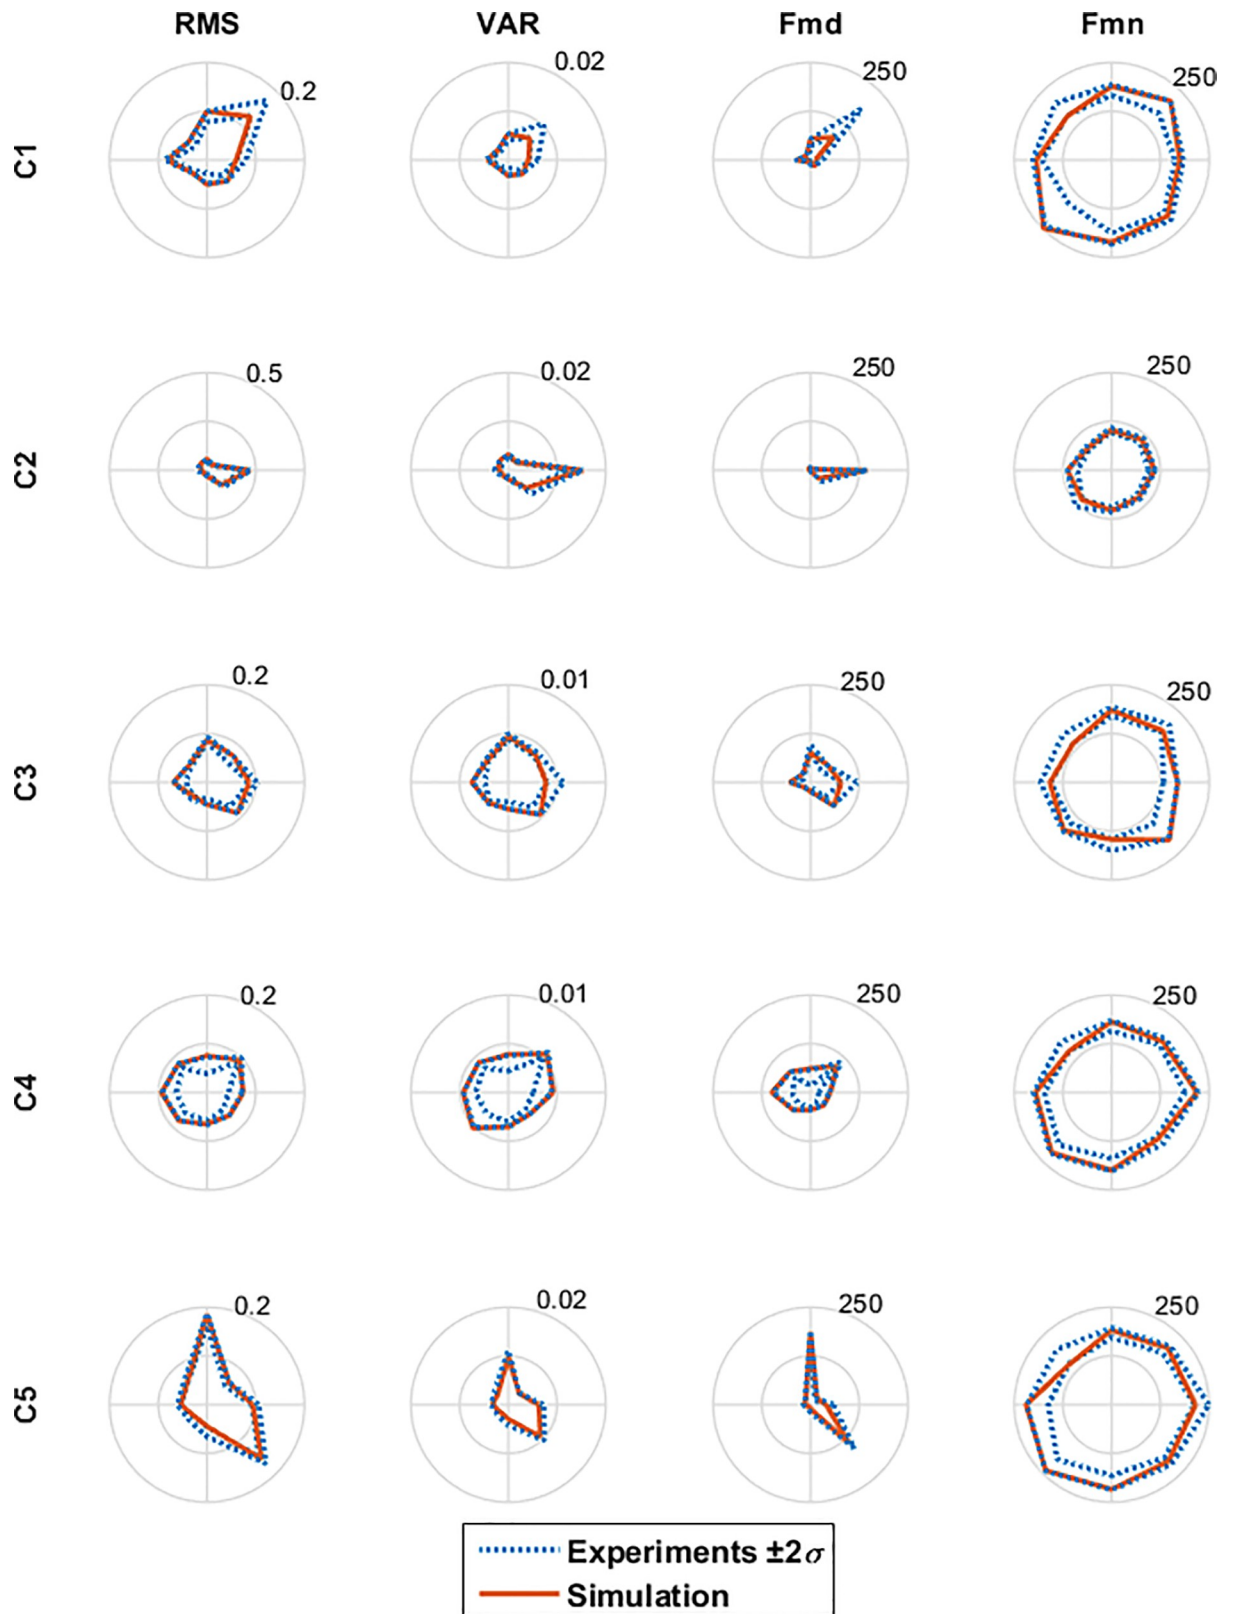 RMS VAR Fmd Fmn
C1 0.2 0.02 250 250
C2 0.5 0.02 250 250
C3 0.2 0.01 250 250
C4 0.2 0.01 250 250
C5 0.2 0.02 250 250
Experiments ±2σ
Simulation